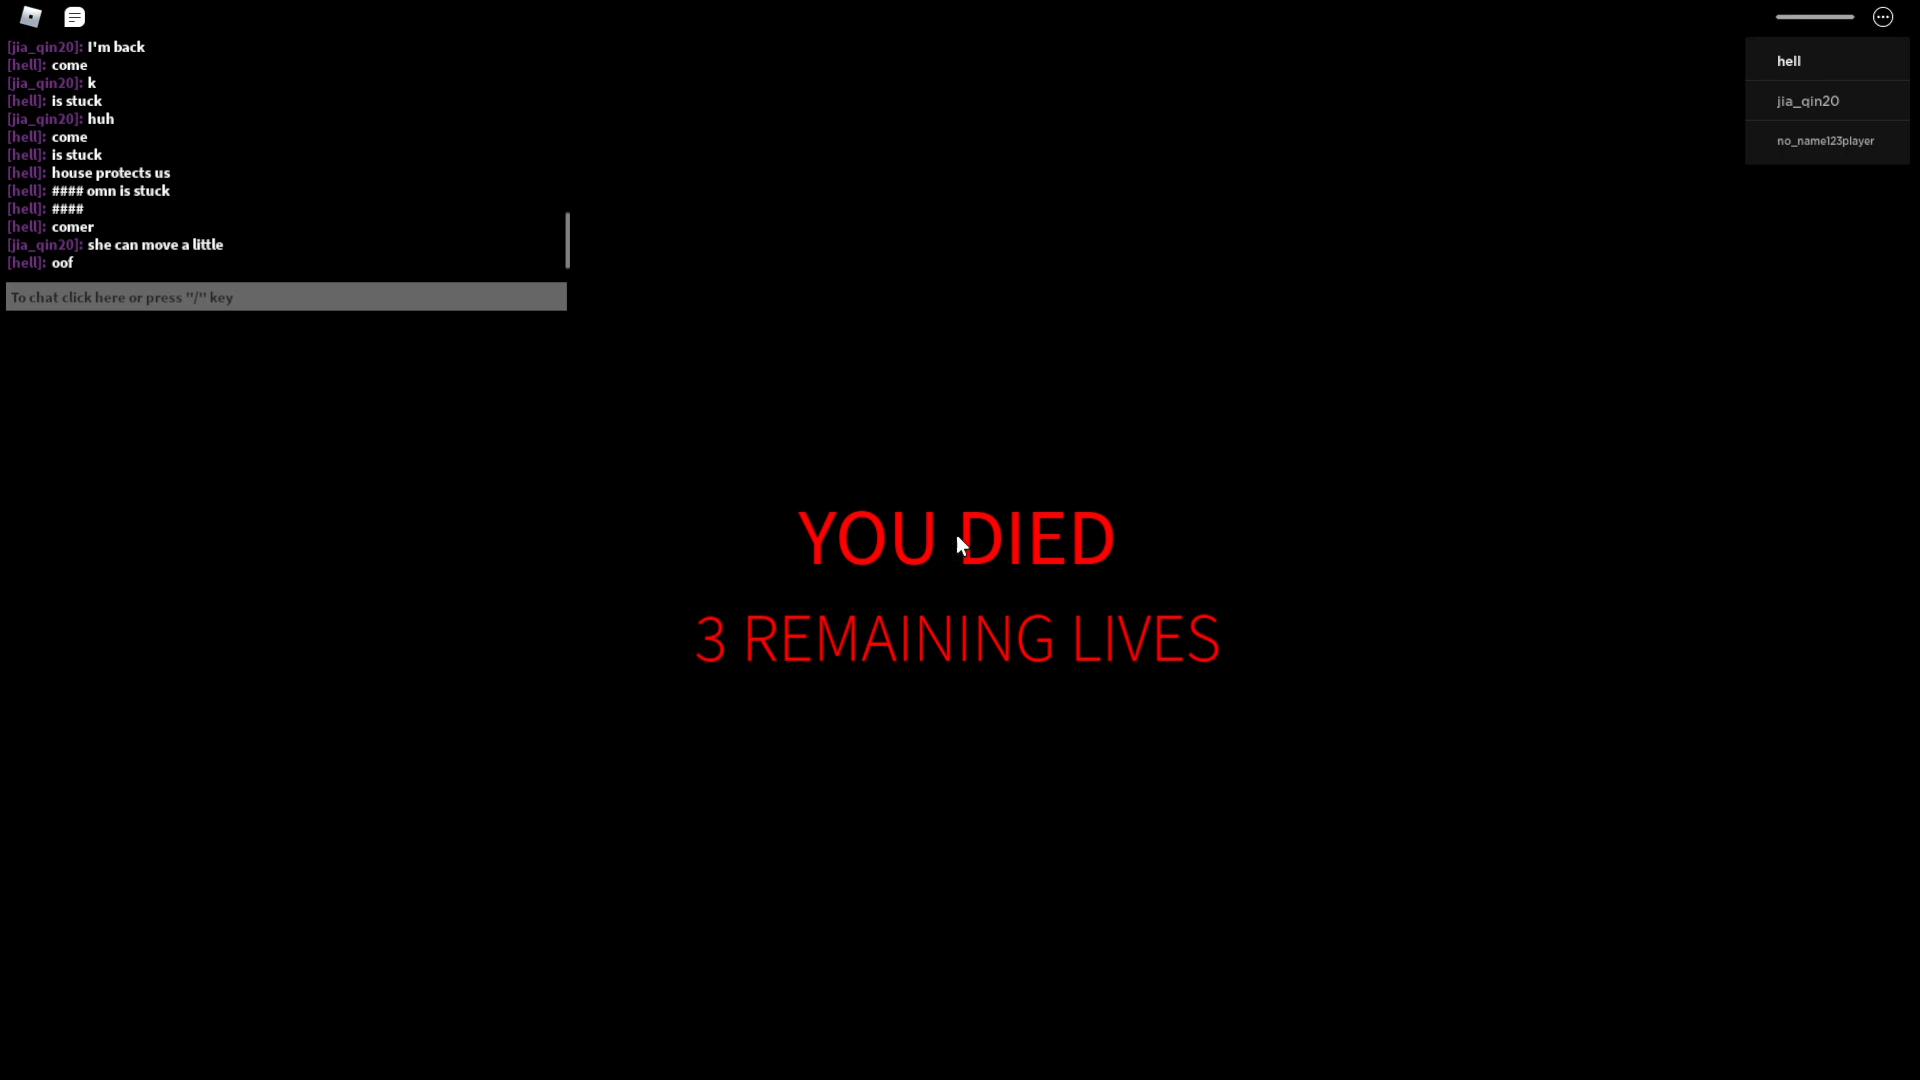 [jia_qin20]: I'm back
[hell]: come
[jia_qin20]: k
[hell]: is stuck
[jia_qin20]: huh
[hell]: come
[hell]: is stuck
[hell]: house protects us
[hell]: #### omn is stuck
[hell]: ####
[hell]: comer
[jia_qin20]: she can move a little
[hell]: oof
To chat click here or press "/" key
hell
jia_qin20
no_name123player
YOU DIED
3 REMAINING LIVES